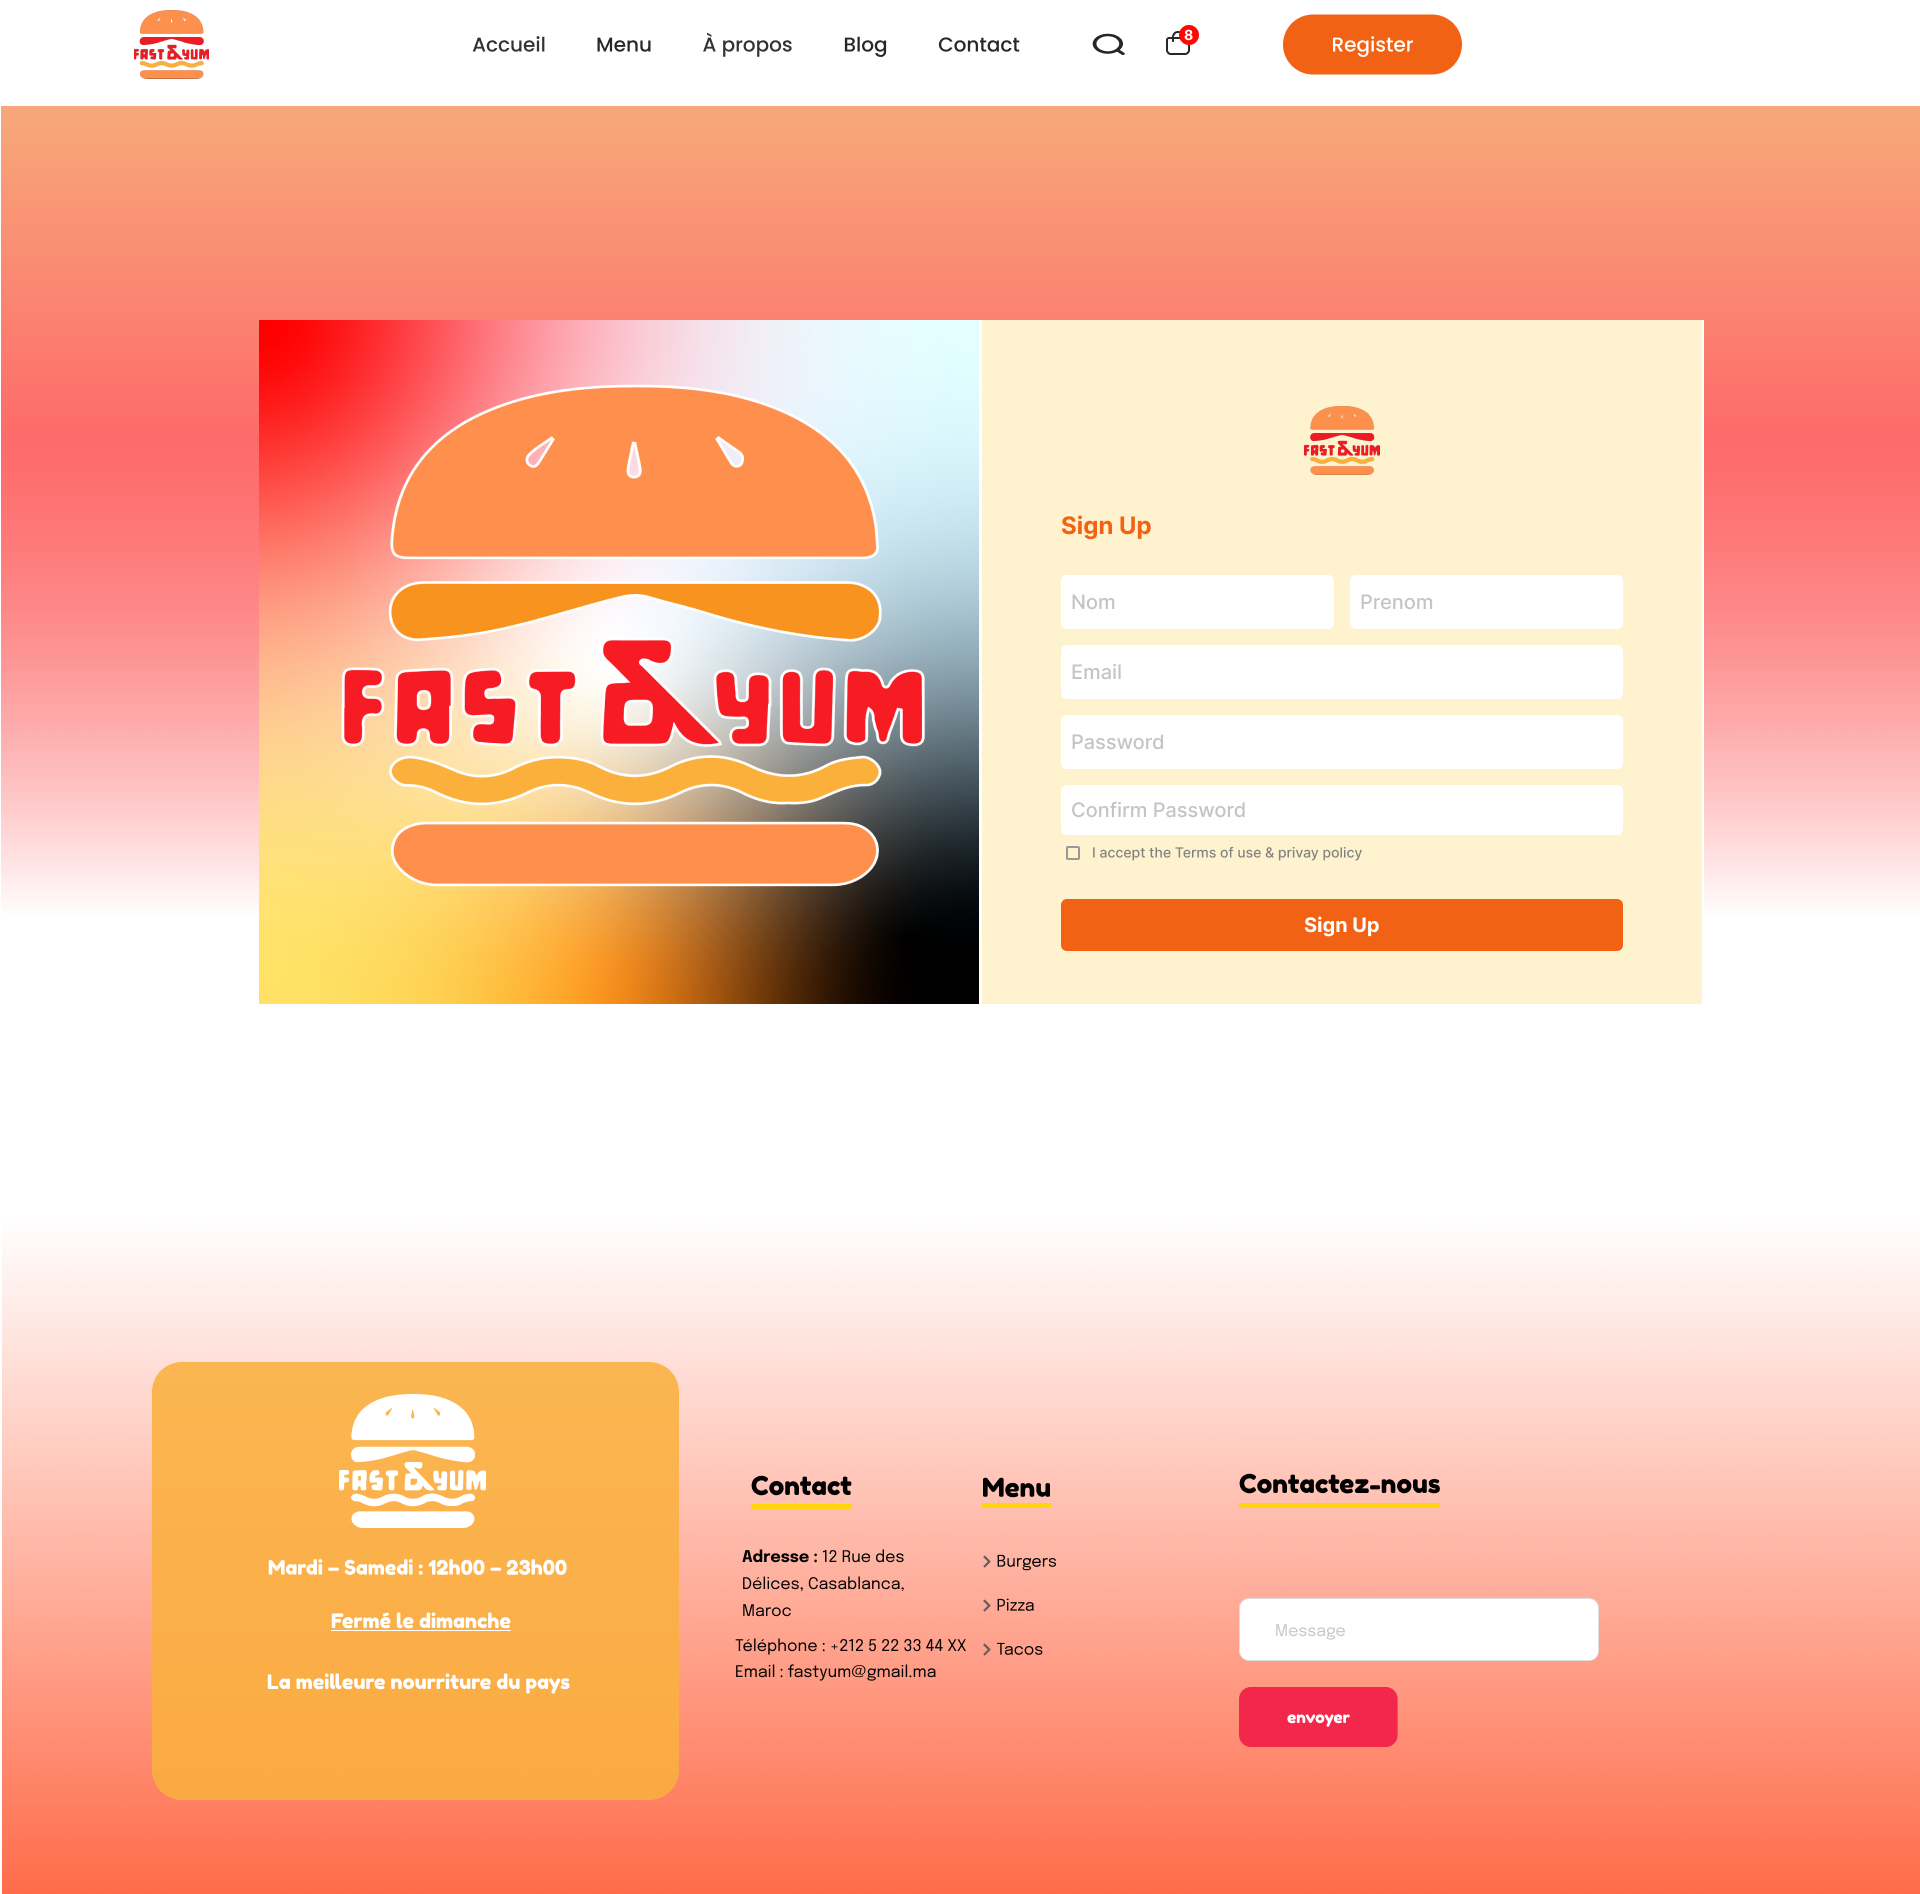 FAST & YUM
Accueil
Menu
À propos
Blog
Contact
8
Register
FAST & YUM
FAST & YUM
Sign Up
Nom
Prenom
Email
Password
Confirm Password
I accept the Terms of use & privay policy
Sign Up
FAST & YUM
Mardi – Samedi : 12h00 – 23h00
Fermé le dimanche
La meilleure nourriture du pays
Contact
Adresse : 12 Rue des
Délices, Casablanca,
Maroc
Téléphone : +212 5 22 33 44 XX
Email : fastyum@gmail.ma
Menu
Burgers
Pizza
Tacos
Contactez-nous
Message
envoyer